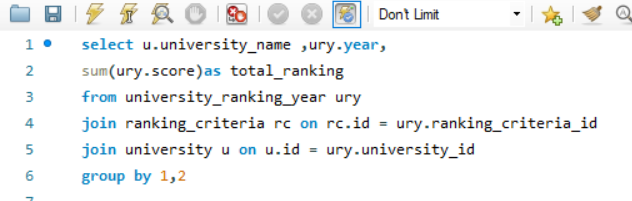 Don't Limit
1 select u.university_name ,ury.year,
2 sum(ury.score)as total_ranking
3 from university_ranking_year ury
4 join ranking_criteria rc on rc.id = ury.ranking_criteria_id
5 join university u on u.id = ury.university_id
6 group by 1,2